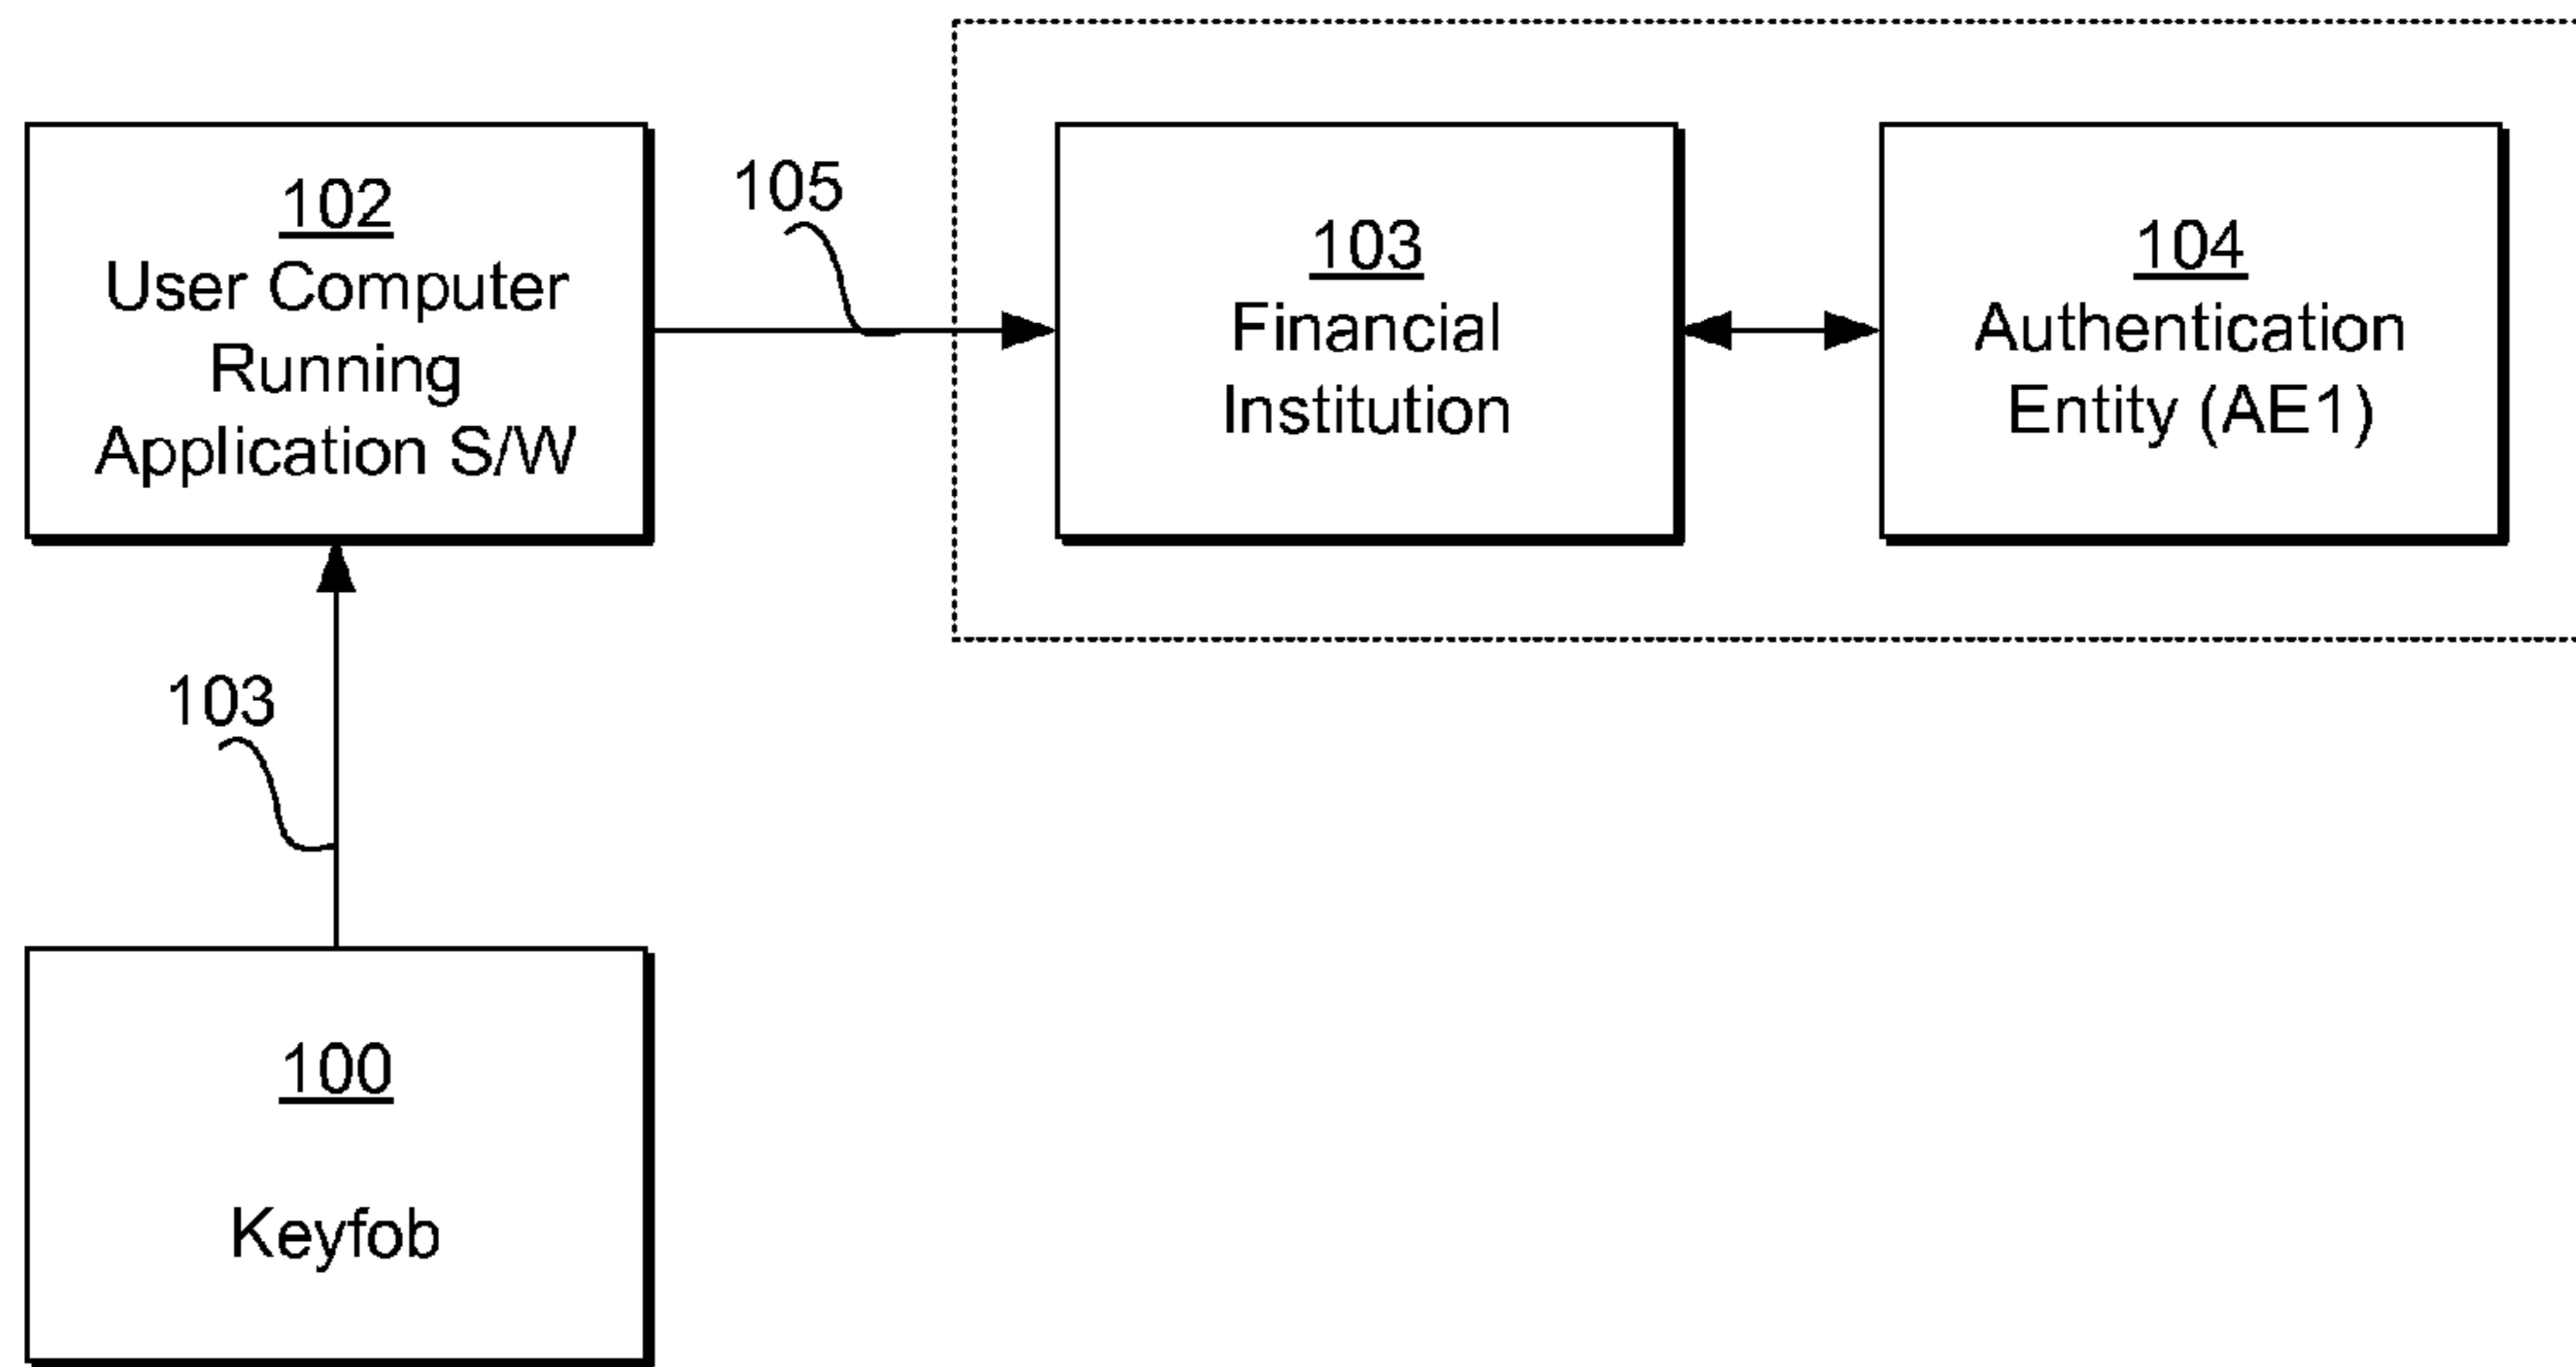 102
User Computer
Running
Application S/W
105
103
Financial
Institution
104
Authentication
Entity (AE1)
103
100
Keyfob